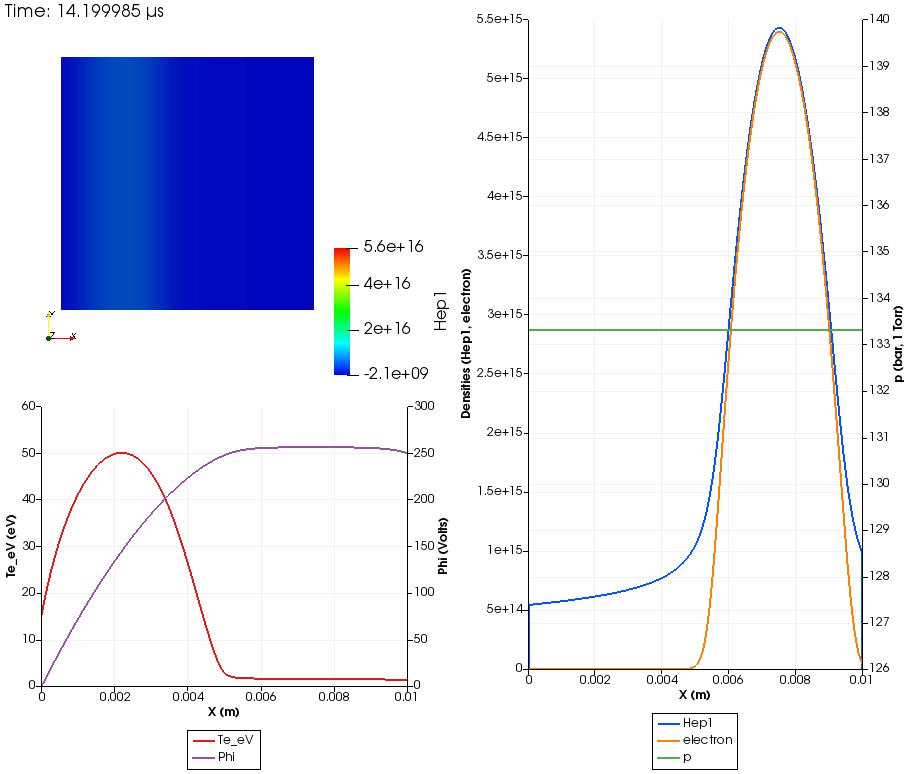 Time: 14.199985 µs
5.6e+16
4e+16
2e+16
-2.1e+09
Hep1
Y
Z
X
60
50
40
30
20
10
0
Te_eV (eV)
300
250
200
150
100
50
0
Phi (Volts)
0
0.002
0.004
0.006
0.008
0.01
X (m)
Te_eV
Phi
5.5e+15
5e+15
4.5e+15
4e+15
3.5e+15
3e+15
2.5e+15
2e+15
1.5e+15
1e+15
5e+14
0
Densities (Hep1, electron)
140
139
138
137
136
135
134
133
132
131
130
129
128
127
126
p (bar, 1 Torr)
0
0.002
0.004
0.006
0.008
0.01
X (m)
Hep1
electron
p